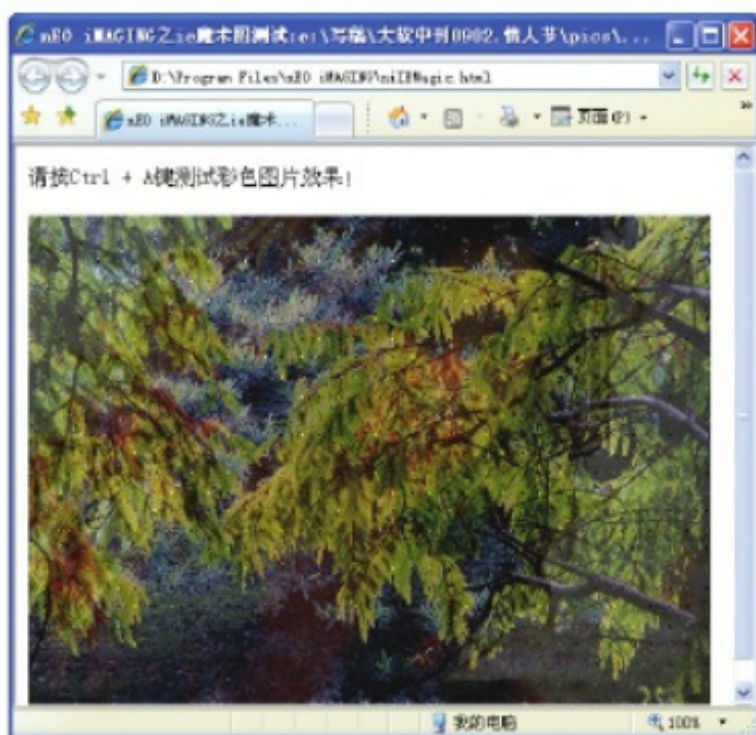 nEO iMAGING之ie魔术图测试:e:\写稿\大软中刊0902.情人节\pics\...
D:\Program Files\nEO iMAGING\niIEMagic.html
nEO iMAGING之ie魔术...
页面(P)
请按Ctrl + A键测试彩色图片效果!
我的电脑
100%